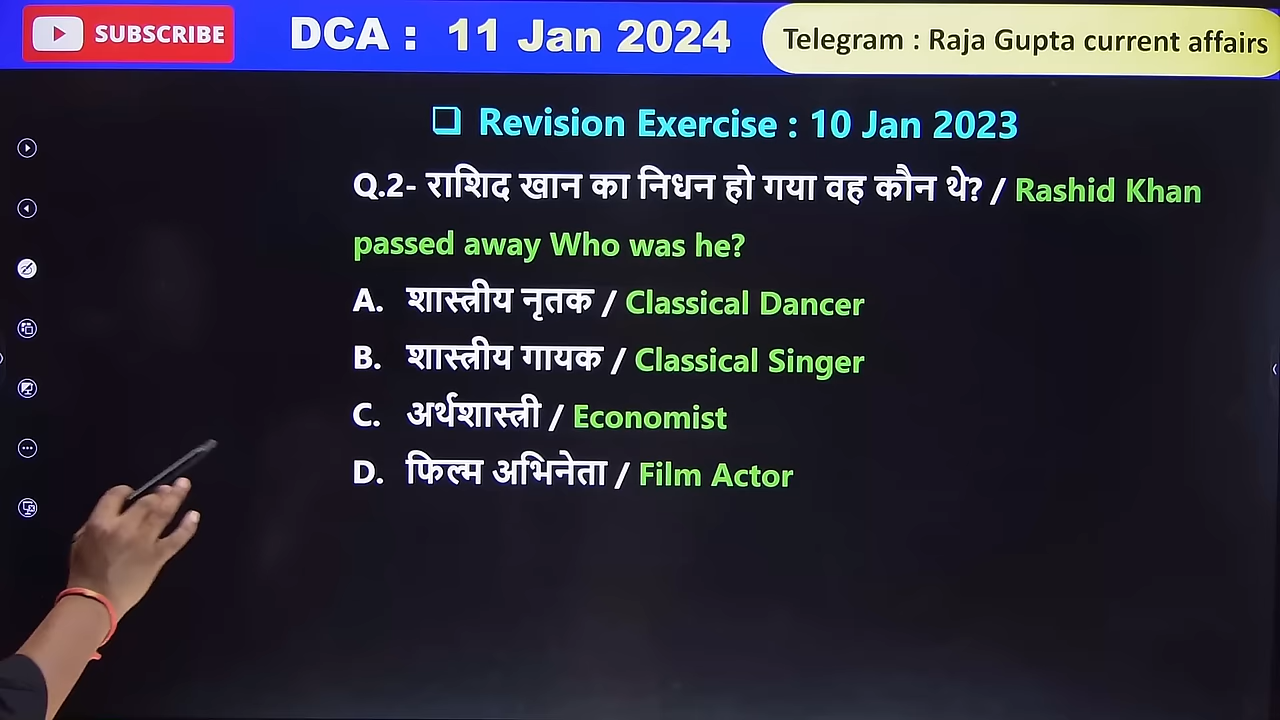 SUBSCRIBE
DCA : 11 Jan 2024
Telegram : Raja Gupta current affairs
❑ Revision Exercise : 10 Jan 2023
Q.2- राशिद खान का निधन हो गया वह कौन थे? / Rashid Khan
passed away Who was he?
A. शास्त्रीय नृतक / Classical Dancer
B. शास्त्रीय गायक / Classical Singer
C. अर्थशास्त्री / Economist
D. फिल्म अभिनेता / Film Actor